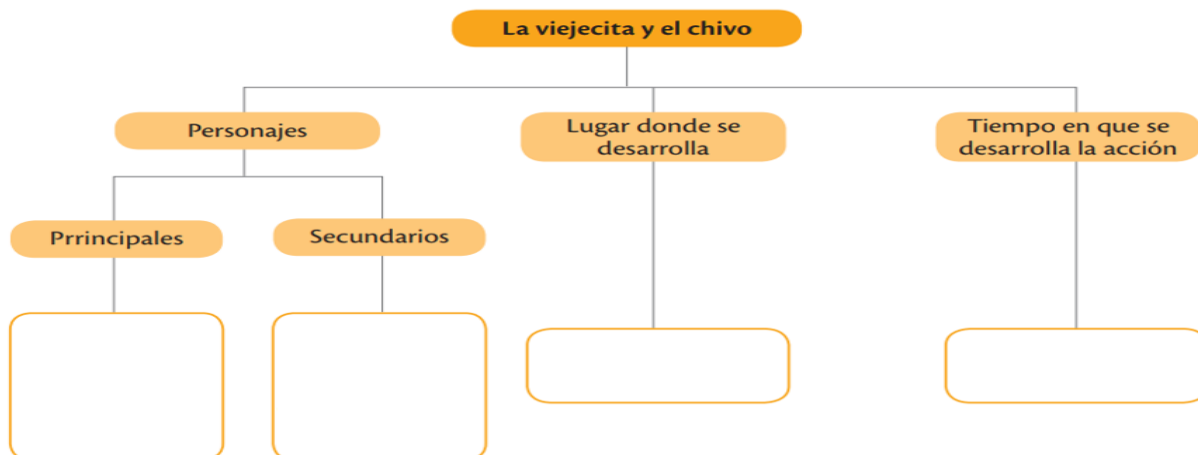 La viejecita y el chivo
Personajes
Lugar donde se
desarrolla
Tiempo en que se
desarrolla la acción
Prrincipales
Secundarios